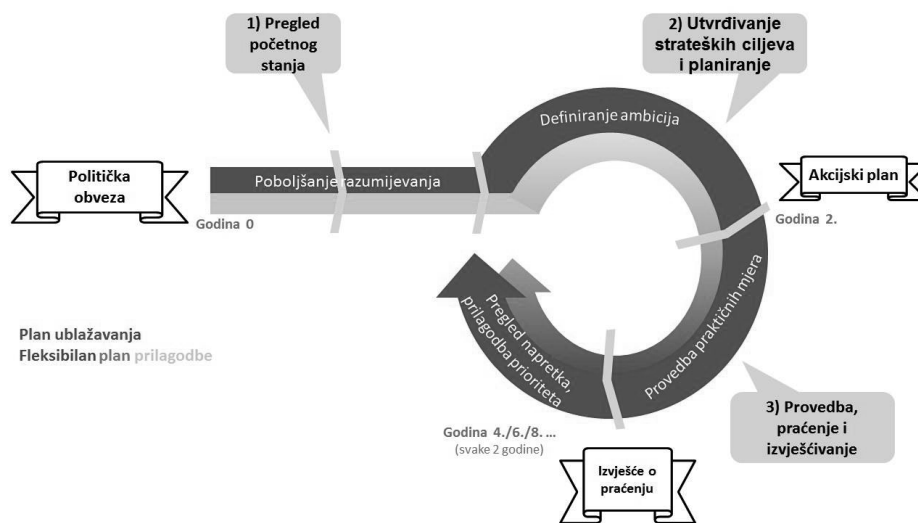 1) Pregled
početnog
stanja
2) Utvrđivanje
strateških ciljeva
i planiranje
Definiranje ambicija
Politička
obveza
Poboljšanje razumijevanja
Akcijski plan
Godina 0
Godina 2.
Provedba praktičnih mjera
Pregled napretka,
prilagodba prioriteta
Plan ublažavanja
Fleksibilan plan prilagodbe
3) Provedba,
praćenje i
izvješćivanje
Godina 4./6./8. ...
(svake 2 godine)
Izvješće o
praćenju